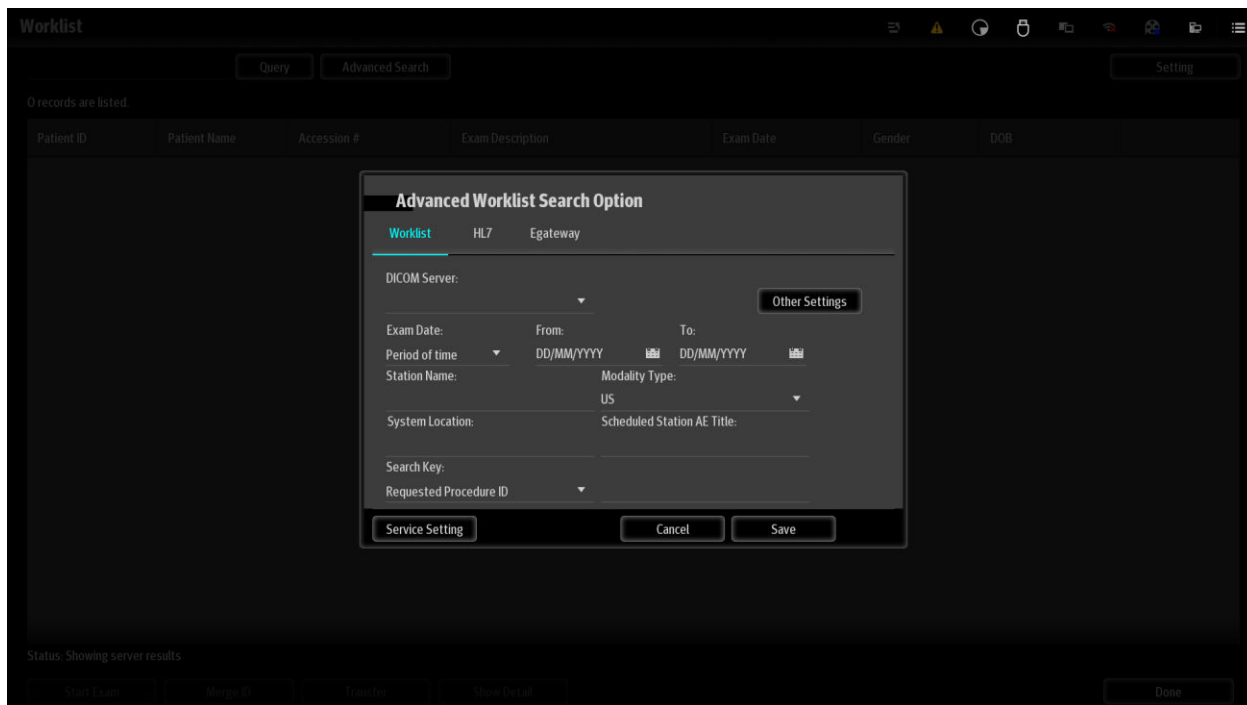 Worklist
Query Advanced Search Setting
0 records are listed.
Patient ID Patient Name Accession # Exam Description Exam Date Gender DOB
Advanced Worklist Search Option
Worklist HL7 Egateway
DICOM Server:
Other Settings
Exam Date: From: To:
Period of time DD/MM/YYYY DD/MM/YYYY
Station Name: Modality Type:
US
System Location: Scheduled Station AE Title:
Search Key:
Requested Procedure ID
Service Setting Cancel Save
Status: Showing server results
Start Exam Merge ID Transfer Show Detail Done